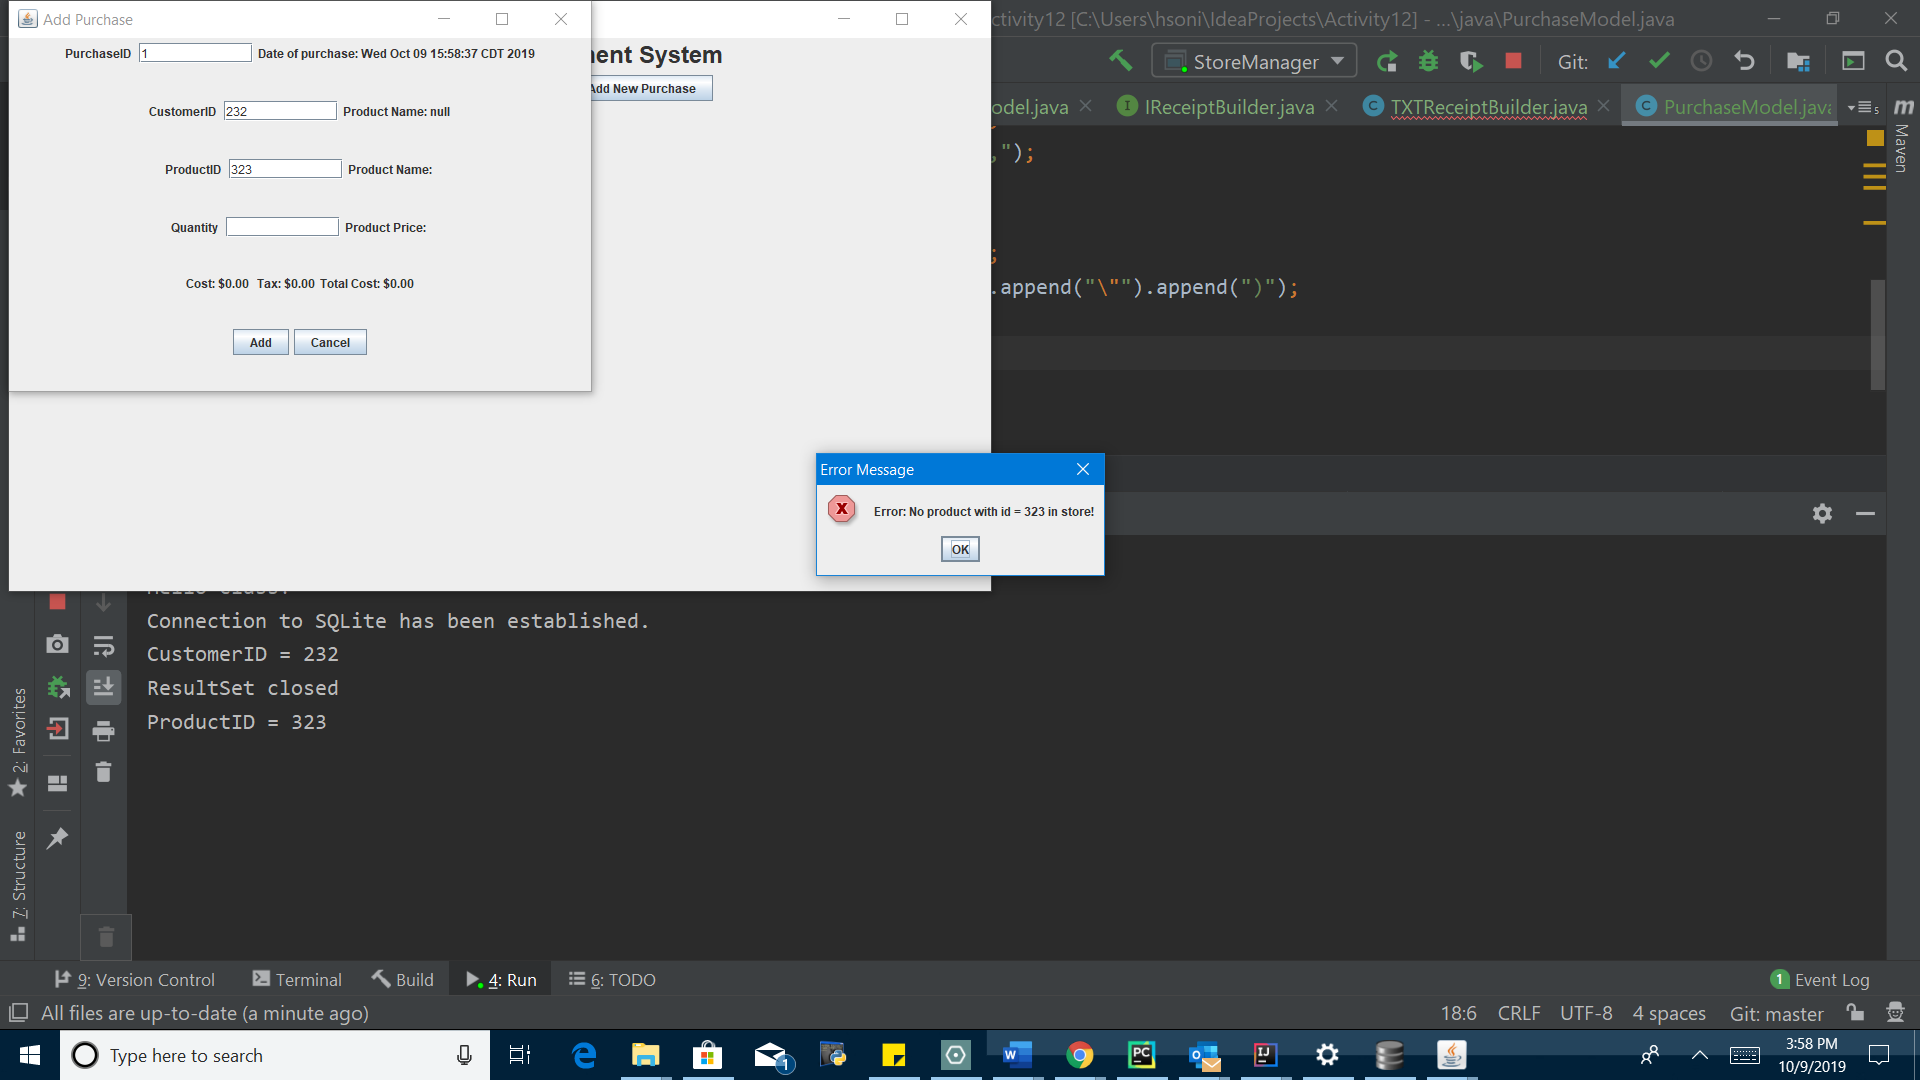 Add Purchase
PurchaseID 1 Date of purchase: Wed Oct 09 15:58:37 CDT 2019
CustomerID 232 Product Name: null
ProductID 323 Product Name:
Quantity Product Price:
Cost: $0.00 Tax: $0.00 Total Cost: $0.00
Add Cancel
ent System
Add New Purchase
ctivity12 [C:\Users\hsoni\IdeaProjects\Activity12] - ...\java\PurchaseModel.java
StoreManager Git:
odel.java IReceiptBuilder.java TXTReceiptBuilder.java PurchaseModel.java
5
m Maven
,");
;
.append("\"").append(")");
Error Message
Error: No product with id = 323 in store!
OK
Connection to SQLite has been established.
CustomerID = 232
ResultSet closed
ProductID = 323
2: Favorites
7: Structure
9: Version Control Terminal Build 4: Run 6: TODO 1 Event Log
All files are up-to-date (a minute ago) 18:6 CRLF UTF-8 4 spaces Git: master
Type here to search
1
W
PC
IJ
3:58 PM
10/9/2019